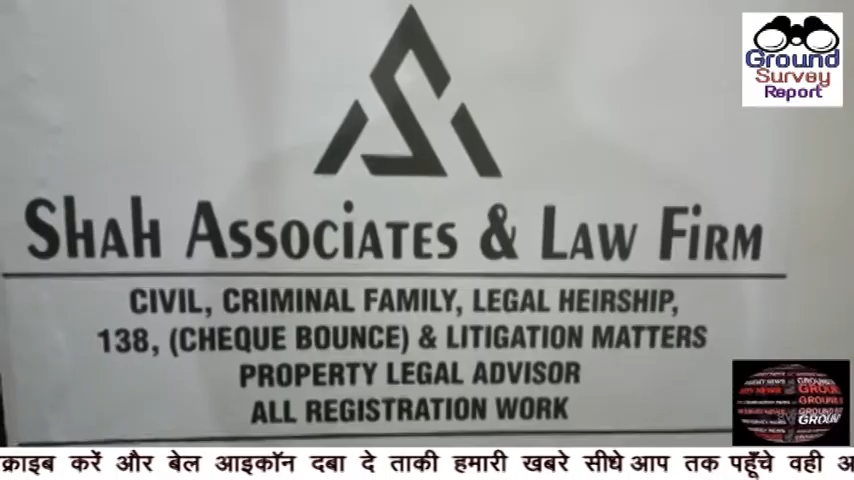 Ground
Survey
Report
Shah Associates & Law Firm
CIVIL, CRIMINAL FAMILY, LEGAL HEIRSHIP,
138, (CHEQUE BOUNCE) & LITIGATION MATTERS
PROPERTY LEGAL ADVISOR
ALL REGISTRATION WORK
करें और बेल आइकॉन दबा दे ताकी हमारी खबरे सीधे आप तक पहूँचे वही